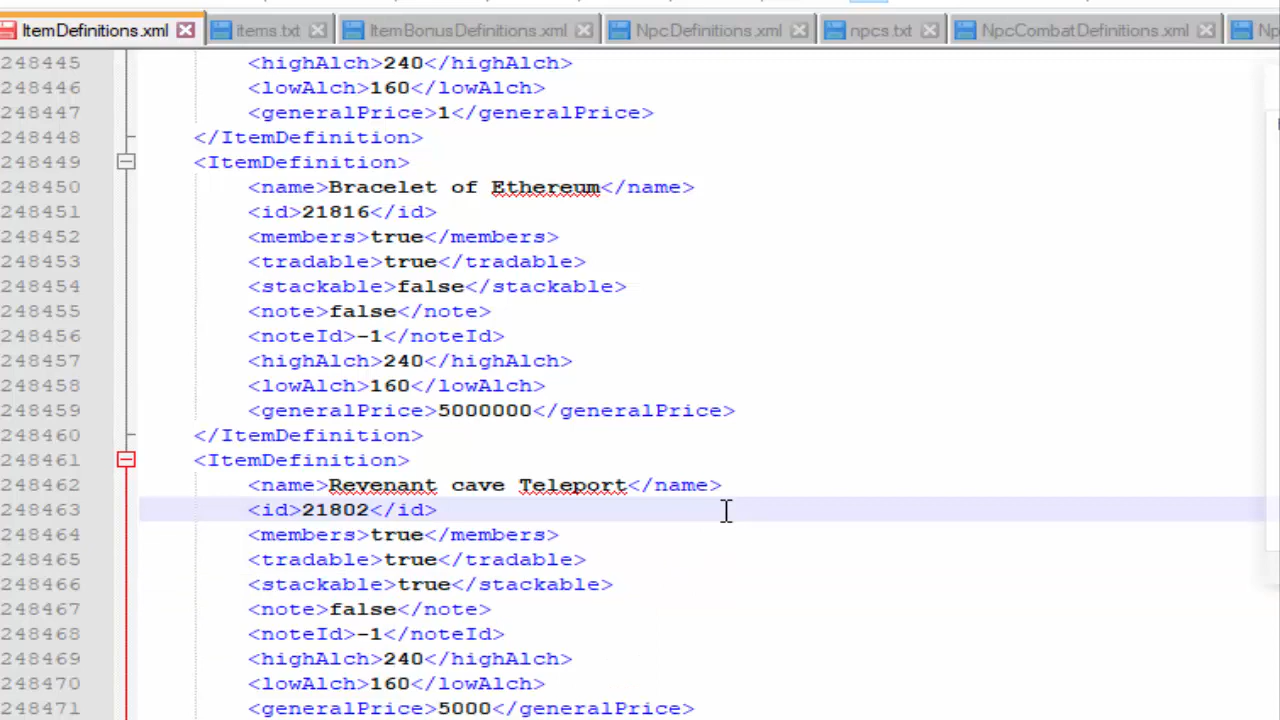 ItemDefinitions.xml items.txt ItemBonusDefinitions.xml NpcDefinitions.xml npcs.txt NpcCombatDefinitions.xml
248445 <highAlch>240</highAlch>
248446 <lowAlch>160</lowAlch>
248447 <generalPrice>1</generalPrice>
248448 </ItemDefinition>
248449 <ItemDefinition>
248450 <name>Bracelet of Ethereum</name>
248451 <id>21816</id>
248452 <members>true</members>
248453 <tradable>true</tradable>
248454 <stackable>false</stackable>
248455 <note>false</note>
248456 <noteId>-1</noteId>
248457 <highAlch>240</highAlch>
248458 <lowAlch>160</lowAlch>
248459 <generalPrice>5000000</generalPrice>
248460 </ItemDefinition>
248461 <ItemDefinition>
248462 <name>Revenant cave Teleport</name>
248463 <id>21802</id>
248464 <members>true</members>
248465 <tradable>true</tradable>
248466 <stackable>true</stackable>
248467 <note>false</note>
248468 <noteId>-1</noteId>
248469 <highAlch>240</highAlch>
248470 <lowAlch>160</lowAlch>
248471 <generalPrice>5000</generalPrice>